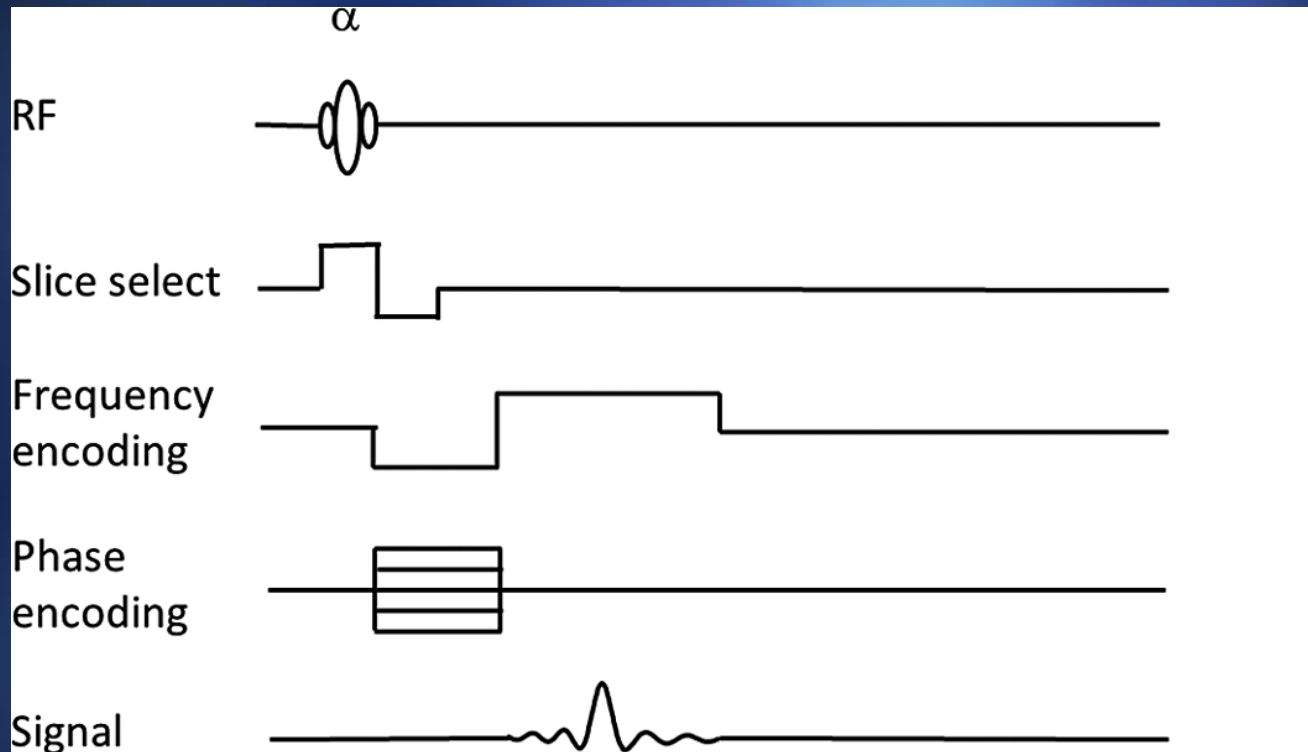 α
RF
Slice select
Frequency
encoding
Phase
encoding
Signal